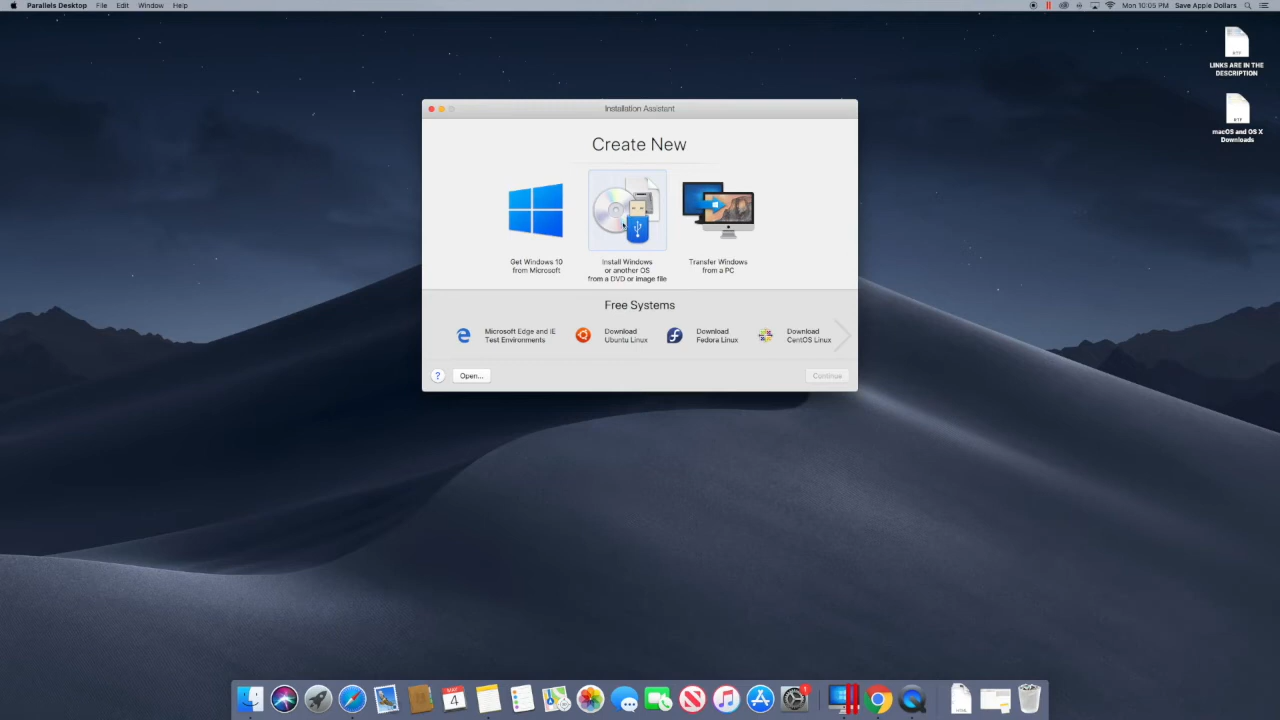 Parallels Desktop File Edit Window Help
Mon 10:05 PM Save Apple Dollars
LINKS ARE IN THE
DESCRIPTION
macOS and OS X
Downloads
Installation Assistant
Create New
Get Windows 10
from Microsoft
Install Windows
or another OS
from a DVD or image file
Transfer Windows
from a PC
Free Systems
Microsoft Edge and IE
Test Environments
Download
Ubuntu Linux
Download
Fedora Linux
Download
CentOS Linux
?
Open...
Continue
MAY
4
1